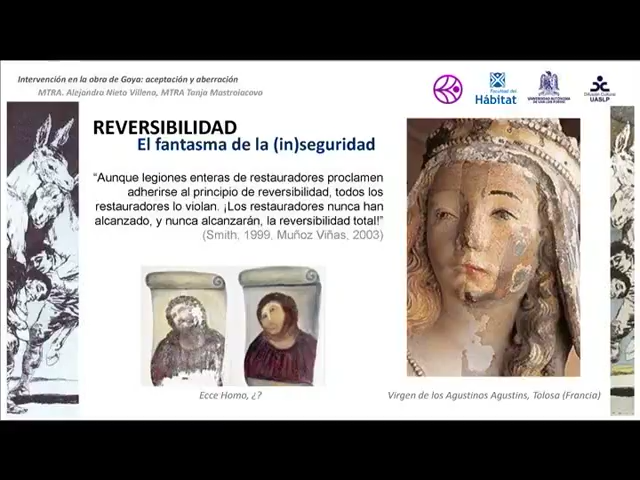 Intervención en la obra de Goya: aceptación y aberración
MTRA. Alejandra Nieto Villena, MTRA Tanja Mastroiacovo
Facultad del
Hábitat
UNIVERSIDAD AUTÓNOMA
DE SAN LUIS POTOSÍ
Difusión Cultural
UASLP
REVERSIBILIDAD
El fantasma de la (in)seguridad
“Aunque legiones enteras de restauradores proclamen
adherirse al principio de reversibilidad, todos los
restauradores lo violan. ¡Los restauradores nunca han
alcanzado, y nunca alcanzarán, la reversibilidad total!”
(Smith, 1999, Muñoz Viñas, 2003)
Ecce Homo, ¿?
Virgen de los Agustinos Agustins, Tolosa (Francia)